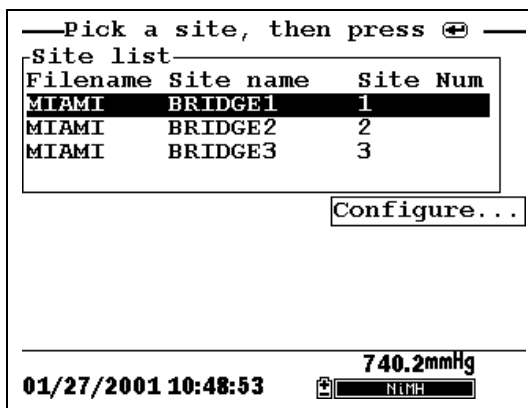 Pick a site, then press
Site list
Filename Site name Site Num
MIAMI BRIDGE1 1
MIAMI BRIDGE2 2
MIAMI BRIDGE3 3
Configure...
740.2mmHg
01/27/2001 10:48:53 NiMH